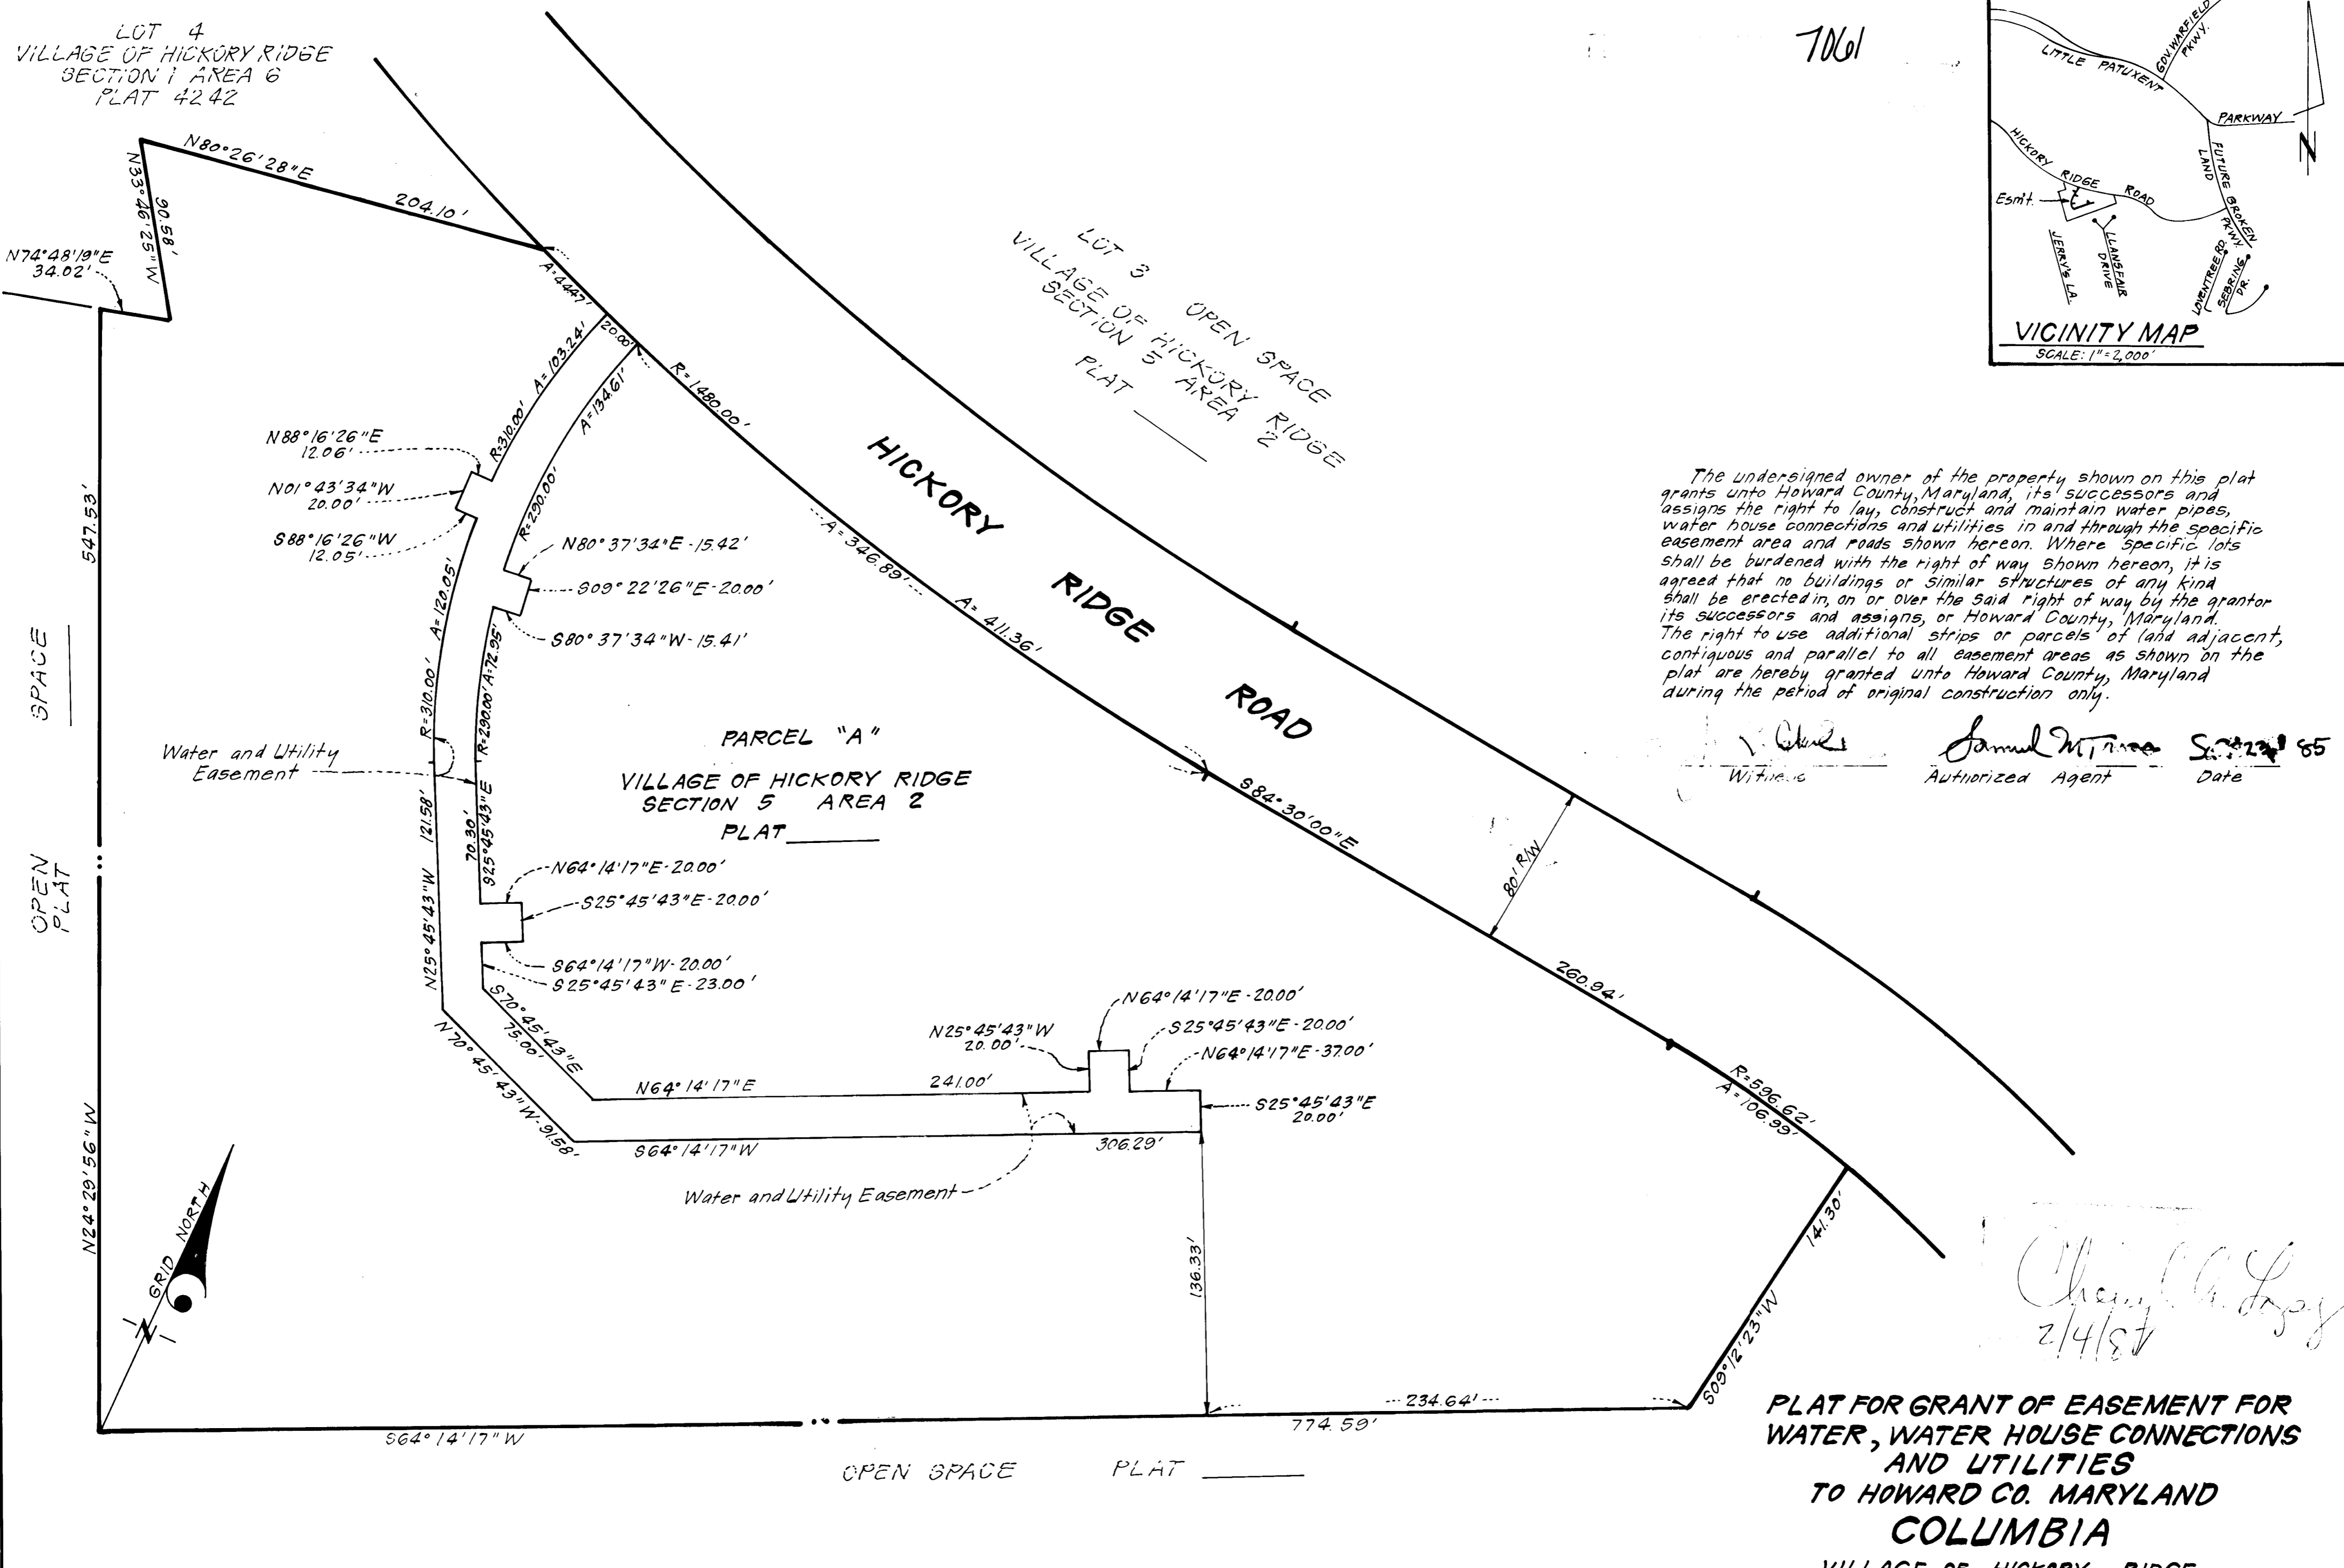 LOT 4
VILLAGE OF HICKORY RIDGE
SECTION 1 AREA 6
PLAT 4242
7061
GOV. WARFIELD
PKWY.
LITTLE PATUXENT
PARKWAY
HICKORY
RIDGE
ROAD
FUTURE BROKEN
LAND
PKWY.
N
Esm't.
JERRY'S LA.
LLANSFAIR
DRIVE
LOVENTREE RD.
SEBRING
DR.
VICINITY MAP
SCALE: 1"=2,000'
N80°26'28"E
204.10'
N33°46'25"W
90.58'
N74°48'19"E
34.02'
A=44.47'
20.00'
A=103.24'
R=310.00'
A=134.61'
R=290.00'
R=1480.00'
A=346.89'
A=411.36'
LOT 3 OPEN SPACE
VILLAGE OF HICKORY RIDGE
SECTION 5 AREA 2
PLAT
HICKORY
RIDGE
ROAD
N88°16'26"E
12.06'
N01°43'34"W
20.00'
S88°16'26"W
12.05'
547.53'
N80°37'34"E-15.42'
S09°22'26"E-20.00'
S80°37'34"W-15.41'
A=120.05'
R=310.00'
R=290.00' A=72.95'
The undersigned owner of the property shown on this plat
grants unto Howard County, Maryland, its successors and
assigns the right to lay, construct and maintain water pipes,
water house connections and utilities in and through the specific
easement area and roads shown hereon. Where specific lots
shall be burdened with the right of way shown hereon, it is
agreed that no buildings or similar structures of any kind
shall be erected in, on or over the said right of way by the grantor
its successors and assigns, or Howard County, Maryland.
The right to use additional strips or parcels of land adjacent,
contiquous and parallel to all easement areas as shown on the
plat are hereby granted unto Howard County, Maryland
during the period of original construction only.
85
Witness
Authorized Agent
Date
SPACE
OPEN
PLAT
Water and Utility
Easement
PARCEL "A"
VILLAGE OF HICKORY RIDGE
SECTION 5 AREA 2
PLAT
S84°30'00"E
80' R/W
121.58'
N25°45'43"W
70.30'
S25°45'43"E
N64°14'17"E-20.00'
S25°45'43"E-20.00'
S64°14'17"W-20.00'
S25°45'43"E-23.00'
S70°45'43"E
75.00'
N70°45'43"W-91.58'
N64°14'17"E-20.00'
N25°45'43"W
20.00'
S25°45'43"E-20.00'
N64°14'17"E-37.00'
N64°14'17"E
241.00'
S25°45'43"E
20.00'
S64°14'17"W
306.29'
Water and Utility Easement
260.94'
R=596.62'
A=106.99'
N24°29'56"W
GRID NORTH
N
136.33'
141.30'
S09°12'23"W
234.64'
S64°14'17"W
774.59'
OPEN SPACE PLAT
PLAT FOR GRANT OF EASEMENT FOR
WATER, WATER HOUSE CONNECTIONS
AND UTILITIES
TO HOWARD CO. MARYLAND
COLUMBIA
VILLAGE OF HICKORY RIDGE